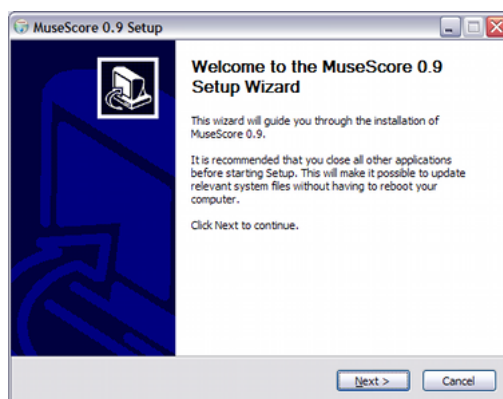 MuseScore 0.9 Setup
Welcome to the MuseScore 0.9
Setup Wizard
This wizard will guide you through the installation of
MuseScore 0.9.
It is recommended that you close all other applications
before starting Setup. This will make it possible to update
relevant system files without having to reboot your
computer.
Click Next to continue.
Next >
Cancel